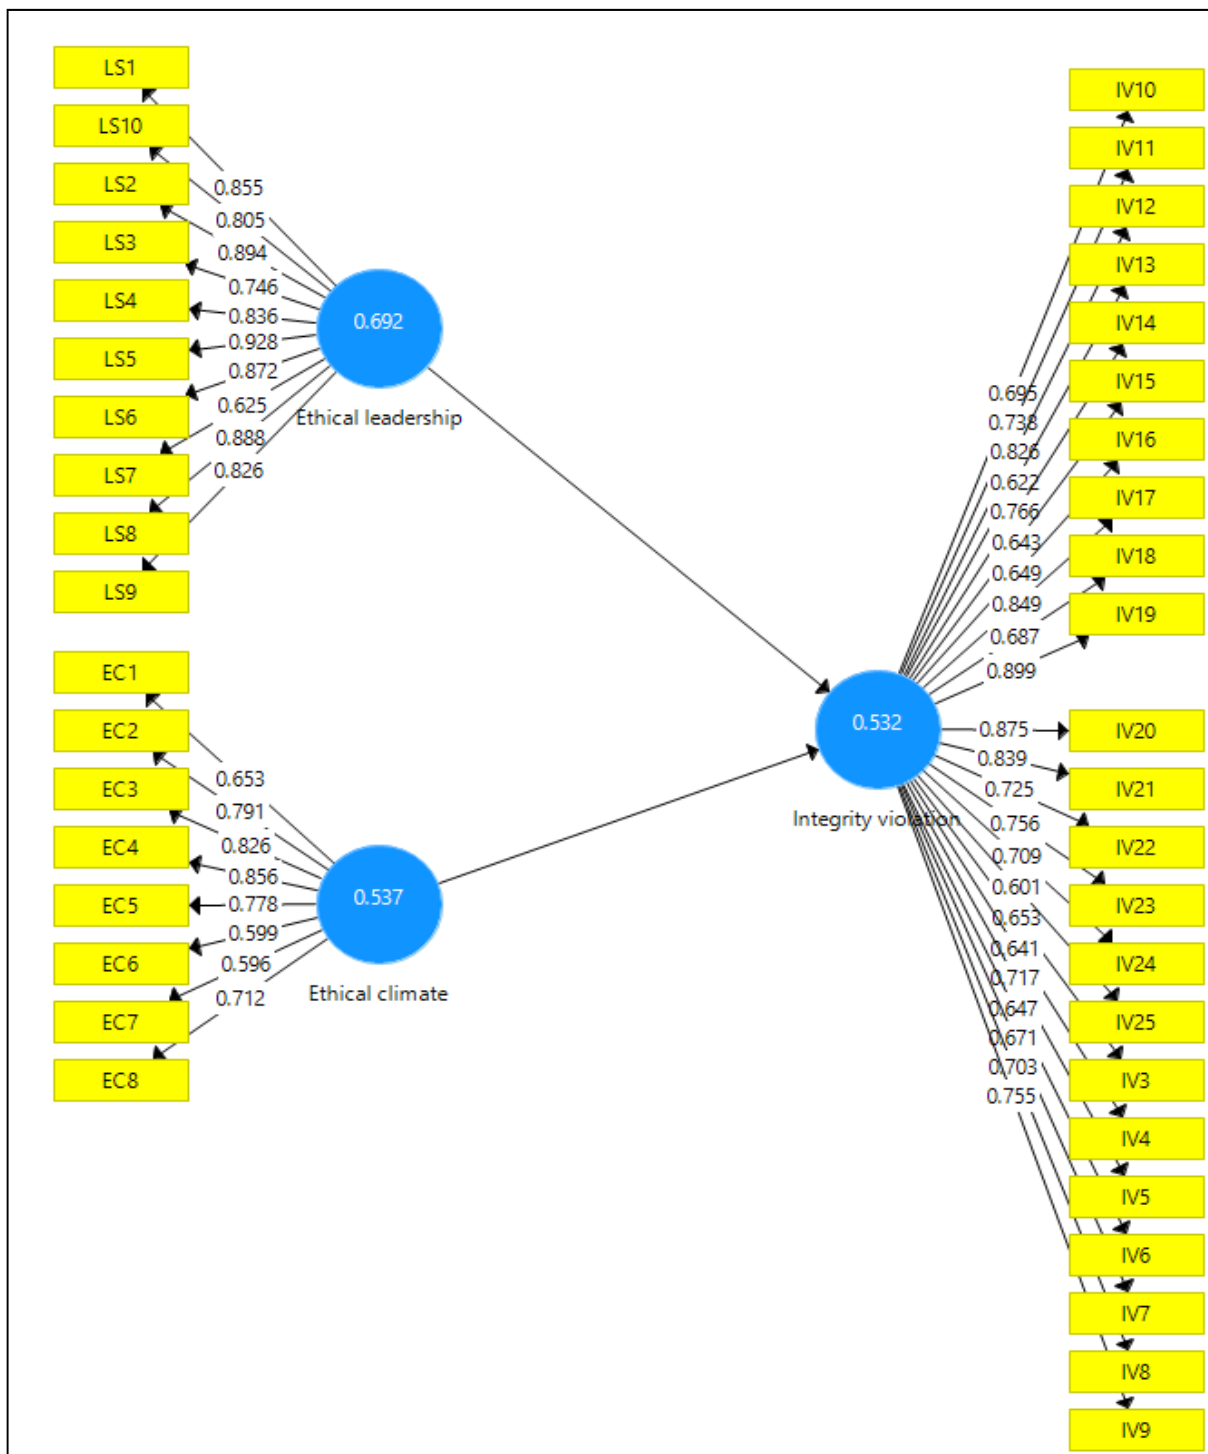 LS1
LS10
LS2
LS3
LS4
LS5
LS6
LS7
LS8
LS9
0.855
0.805
0.894
0.746
0.836
0.928
0.872
0.625
0.888
0.826
0.692
Ethical leadership
EC1
EC2
EC3
EC4
EC5
EC6
EC7
EC8
0.653
0.791
0.826
0.856
0.778
0.599
0.596
0.712
0.537
Ethical climate
0.532
Integrity violation
0.695
0.738
0.826
0.622
0.766
0.643
0.649
0.849
0.687
0.899
0.875
0.839
0.725
0.756
0.709
0.601
0.653
0.641
0.717
0.647
0.671
0.703
0.755
IV10
IV11
IV12
IV13
IV14
IV15
IV16
IV17
IV18
IV19
IV20
IV21
IV22
IV23
IV24
IV25
IV3
IV4
IV5
IV6
IV7
IV8
IV9